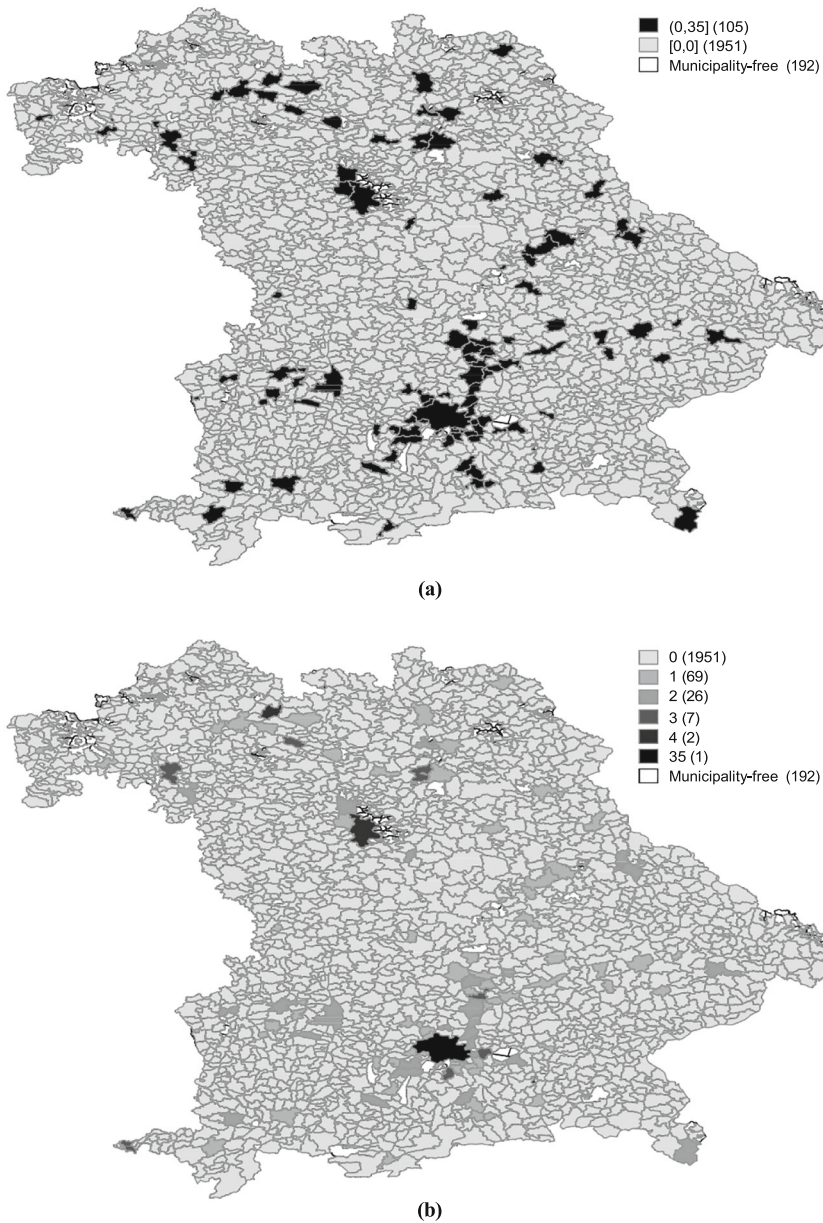 (0,35] (105)
[0,0] (1951)
Municipality-free (192)
(a)
0 (1951)
1 (69)
2 (26)
3 (7)
4 (2)
35 (1)
Municipality-free (192)
(b)